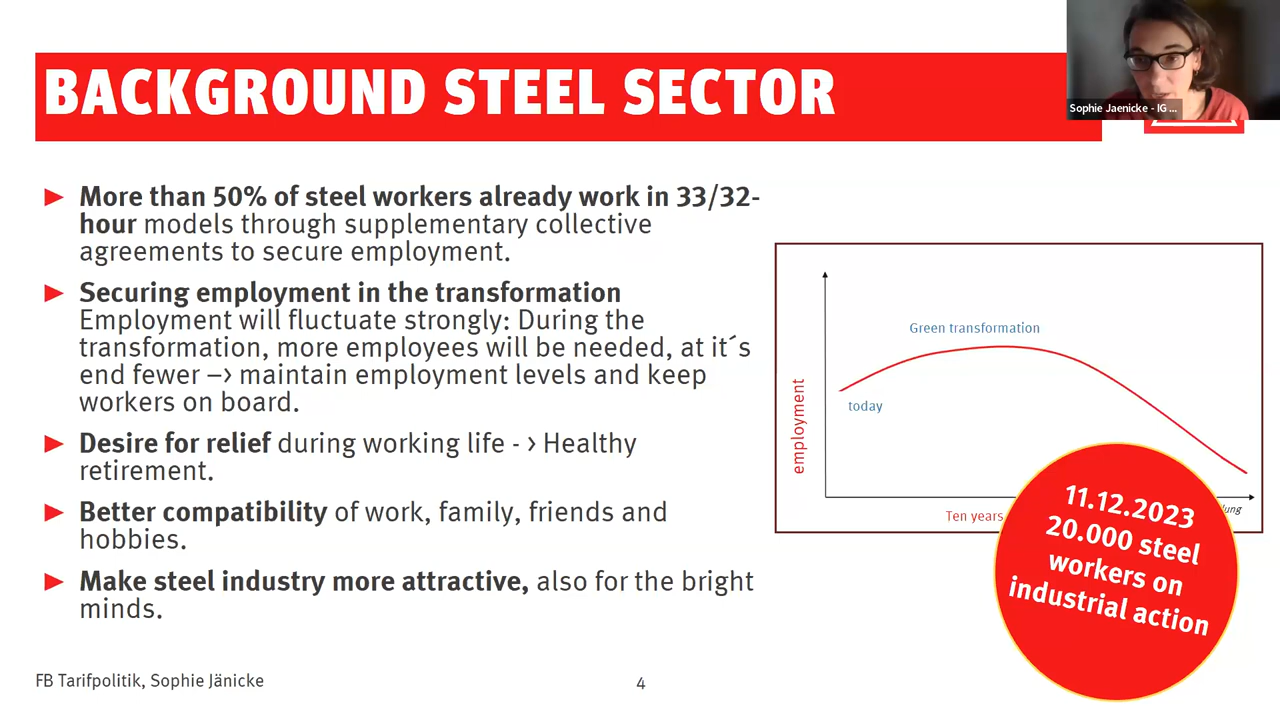 BACKGROUND STEEL SECTOR
Sophie Jaenicke - IG ...
More than 50% of steel workers already work in 33/32-
hour models through supplementary collective
agreements to secure employment.
Securing employment in the transformation
Employment will fluctuate strongly: During the
transformation, more employees will be needed, at it´s
end fewer –> maintain employment levels and keep
workers on board.
Desire for relief during working life - > Healthy
retirement.
Better compatibility of work, family, friends and
hobbies.
Make steel industry more attractive, also for the bright
minds.
Green transformation
today
employment
Ten years
11.12.2023
20.000 steel
workers on
industrial action
FB Tarifpolitik, Sophie Jänicke
4